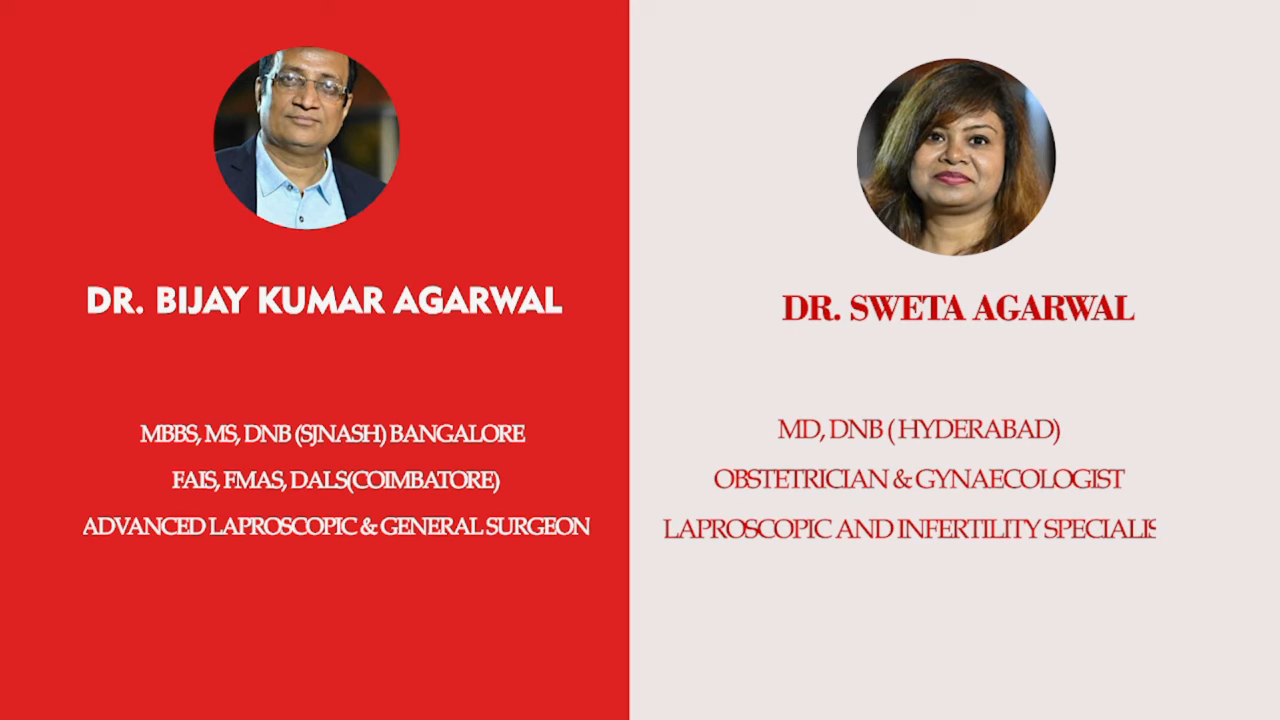 DR. BIJAY KUMAR AGARWAL
MBBS, MS, DNB (SJNASH) BANGALORE
FAIS, FMAS, DALS(COIMBATORE)
ADVANCED LAPROSCOPIC & GENERAL SURGEON
DR. SWETA AGARWAL
MD, DNB ( HYDERABAD)
OBSTETRICIAN & GYNAECOLOGIST
LAPROSCOPIC AND INFERTILITY SPECIALIS